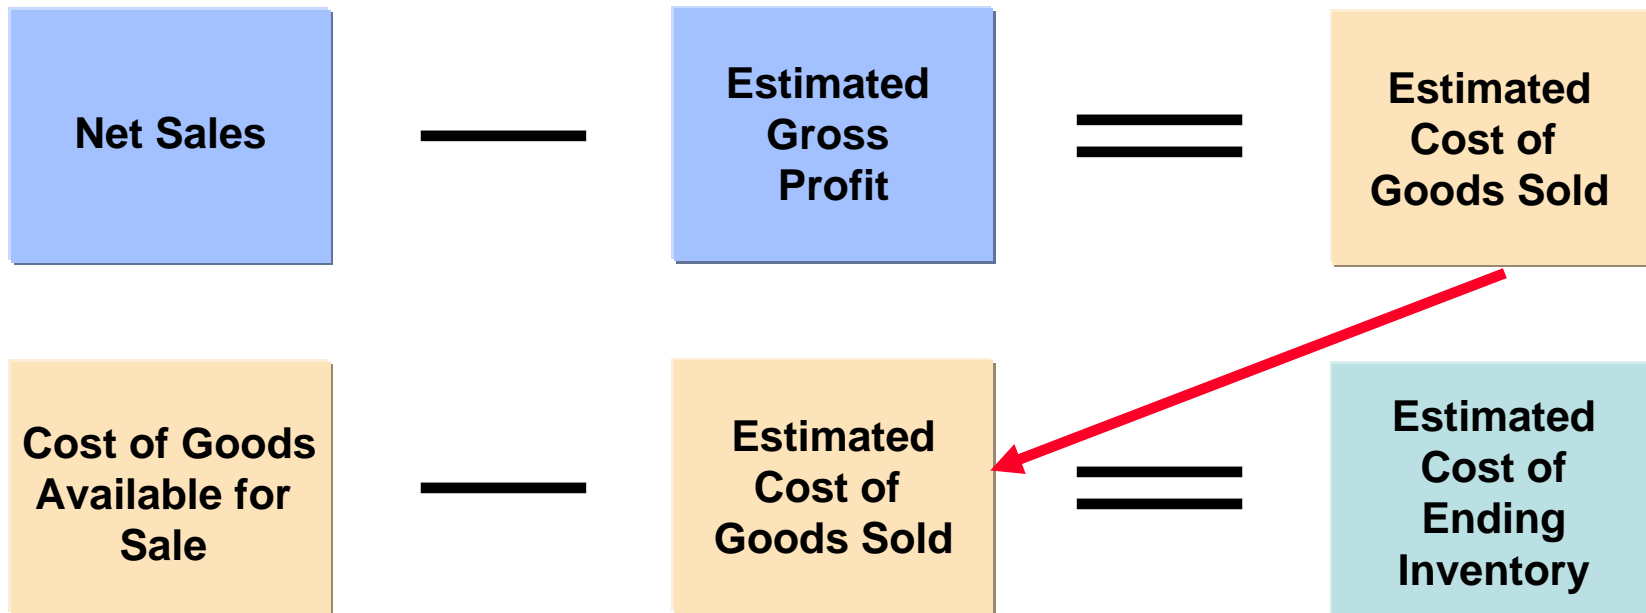 Net Sales
Estimated
Gross
Profit
Estimated
Cost of
Goods Sold
Cost of Goods
Available for
Sale
Estimated
Cost of
Goods Sold
Estimated
Cost of
Ending
Inventory